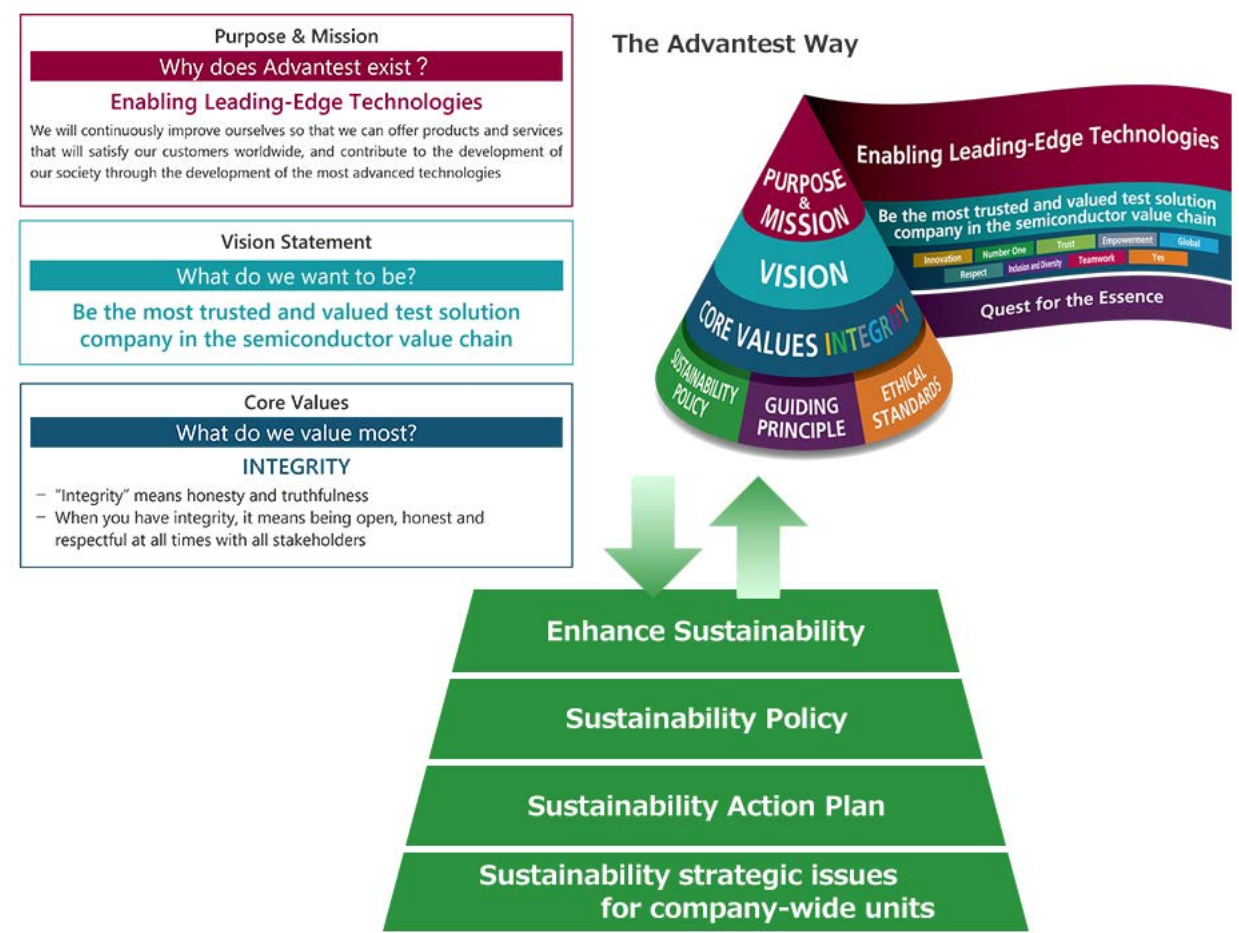 Purpose & Mission
Why does Advantest exist ?
Enabling Leading-Edge Technologies
We will continuously improve ourselves so that we can offer products and services
that will satisfy our customers worldwide, and contribute to the development of
our society through the development of the most advanced technologies
Vision Statement
What do we want to be?
Be the most trusted and valued test solution
company in the semiconductor value chain
Core Values
What do we value most?
INTEGRITY
– “Integrity” means honesty and truthfulness
– When you have integrity, it means being open, honest and
respectful at all times with all stakeholders
The Advantest Way
PURPOSE
&
MISSION
VISION
CORE VALUES INTEGRITY
SUSTAINABILITY
POLICY
GUIDING
PRINCIPLE
ETHICAL
STANDARDS
Enabling Leading-Edge Technologies
Be the most trusted and valued test solution
company in the semiconductor value chain
Innovation Number One Trust Empowerment Global
Respect Inclusion and Diversity Teamwork Yes
Quest for the Essence
Enhance Sustainability
Sustainability Policy
Sustainability Action Plan
Sustainability strategic issues
for company-wide units